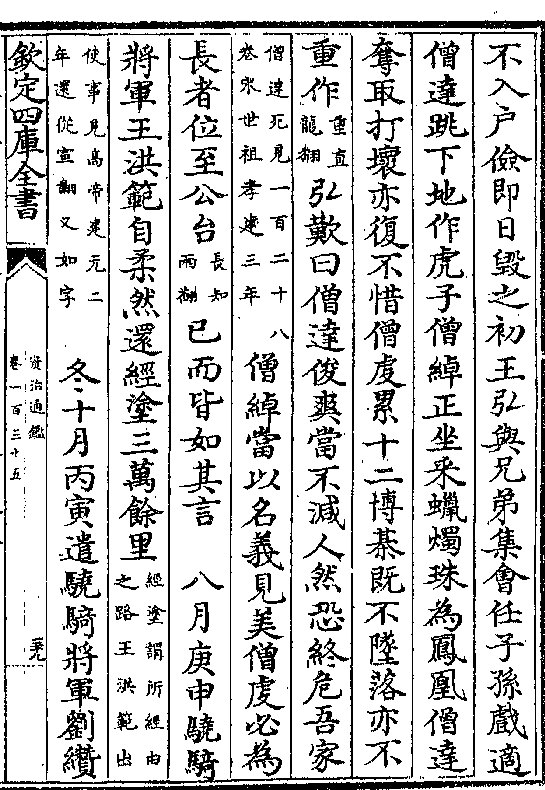 不入戶儉即日毀之初王弘與兄弟集會任子孫戲適
僧達跳下地作虎子僧綽正坐采蠟燭珠為鳳凰僧達
奪取打壞亦復不惜僧虔累十二博棊既不墜落亦不
重作重直龍翻弘歎曰僧達俊爽當不減人然恐終危吾家
僧達死見一百二十八卷宋世祖孝建三年僧綽當以名義見美僧虔必為
長者位至公台長知兩翻已而皆如其言 八月庚申驍騎
將軍王洪範自柔然還經塗三萬餘里經塗謂所經由之路王洪範出
使事見高帝建元二年還從宣翻又如字冬十月丙寅遣驍騎將軍劉纘
欽定四庫全書
資治通鑑
卷一百三十五